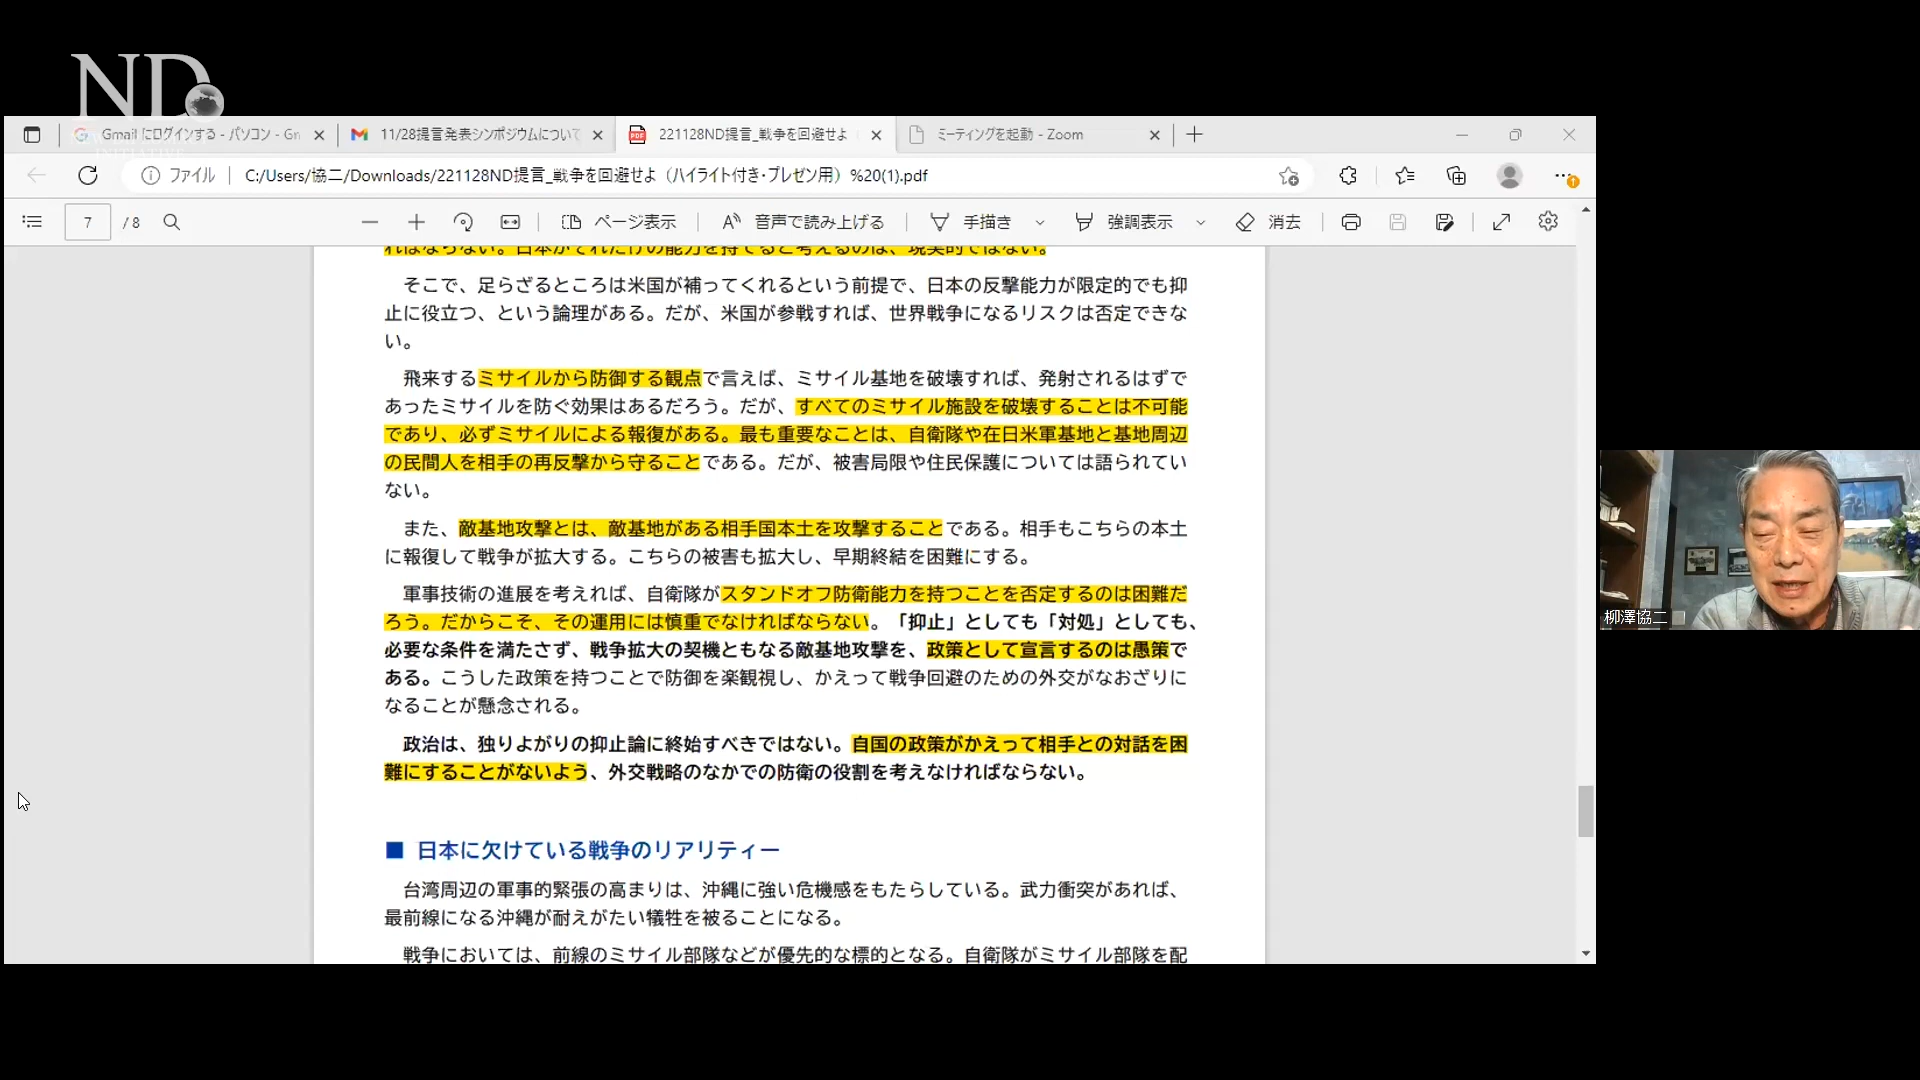 ND
Gmail にログインする - パソコン - Gm
11/28提言発表シンポジウムについて
221128ND提言_戦争を回避せよ
ミーティングを起動 - Zoom
ファイル
C:/Users/協二/Downloads/221128ND提言_戦争を回避せよ（ハイライト付き・プレゼン用）%20(1).pdf
7 / 8
ページ表示
音声で読み上げる
手描き
強調表示
消去
ればならない。日本がそれだけの能力を持てると考えるのは、現実的ではない。
そこで、足らざるところは米国が補ってくれるという前提で、日本の反撃能力が限定的でも抑
止に役立つ、という論理がある。だが、米国が参戦すれば、世界戦争になるリスクは否定できな
い。
飛来するミサイルから防御する観点で言えば、ミサイル基地を破壊すれば、発射されるはずで
あったミサイルを防ぐ効果はあるだろう。だが、すべてのミサイル施設を破壊することは不可能
であり、必ずミサイルによる報復がある。最も重要なことは、自衛隊や在日米軍基地と基地周辺
の民間人を相手の再反撃から守ることである。だが、被害局限や住民保護については語られてい
ない。
また、敵基地攻撃とは、敵基地がある相手国本土を攻撃することである。相手もこちらの本土
に報復して戦争が拡大する。こちらの被害も拡大し、早期終結を困難にする。
軍事技術の進展を考えれば、自衛隊がスタンドオフ防衛能力を持つことを否定するのは困難だ
ろう。だからこそ、その運用には慎重でなければならない。「抑止」としても「対処」としても、
必要な条件を満たさず、戦争拡大の契機ともなる敵基地攻撃を、政策として宣言するのは愚策で
ある。こうした政策を持つことで防御を楽観視し、かえって戦争回避のための外交がなおざりに
なることが懸念される。
政治は、独りよがりの抑止論に終始すべきではない。自国の政策がかえって相手との対話を困
難にすることがないよう、外交戦略のなかでの防衛の役割を考えなければならない。
■ 日本に欠けている戦争のリアリティー
台湾周辺の軍事的緊張の高まりは、沖縄に強い危機感をもたらしている。武力衝突があれば、
最前線になる沖縄が耐えがたい犠牲を被ることになる。
戦争においては、前線のミサイル部隊などが優先的な標的となる。自衛隊がミサイル部隊を配
柳澤協二